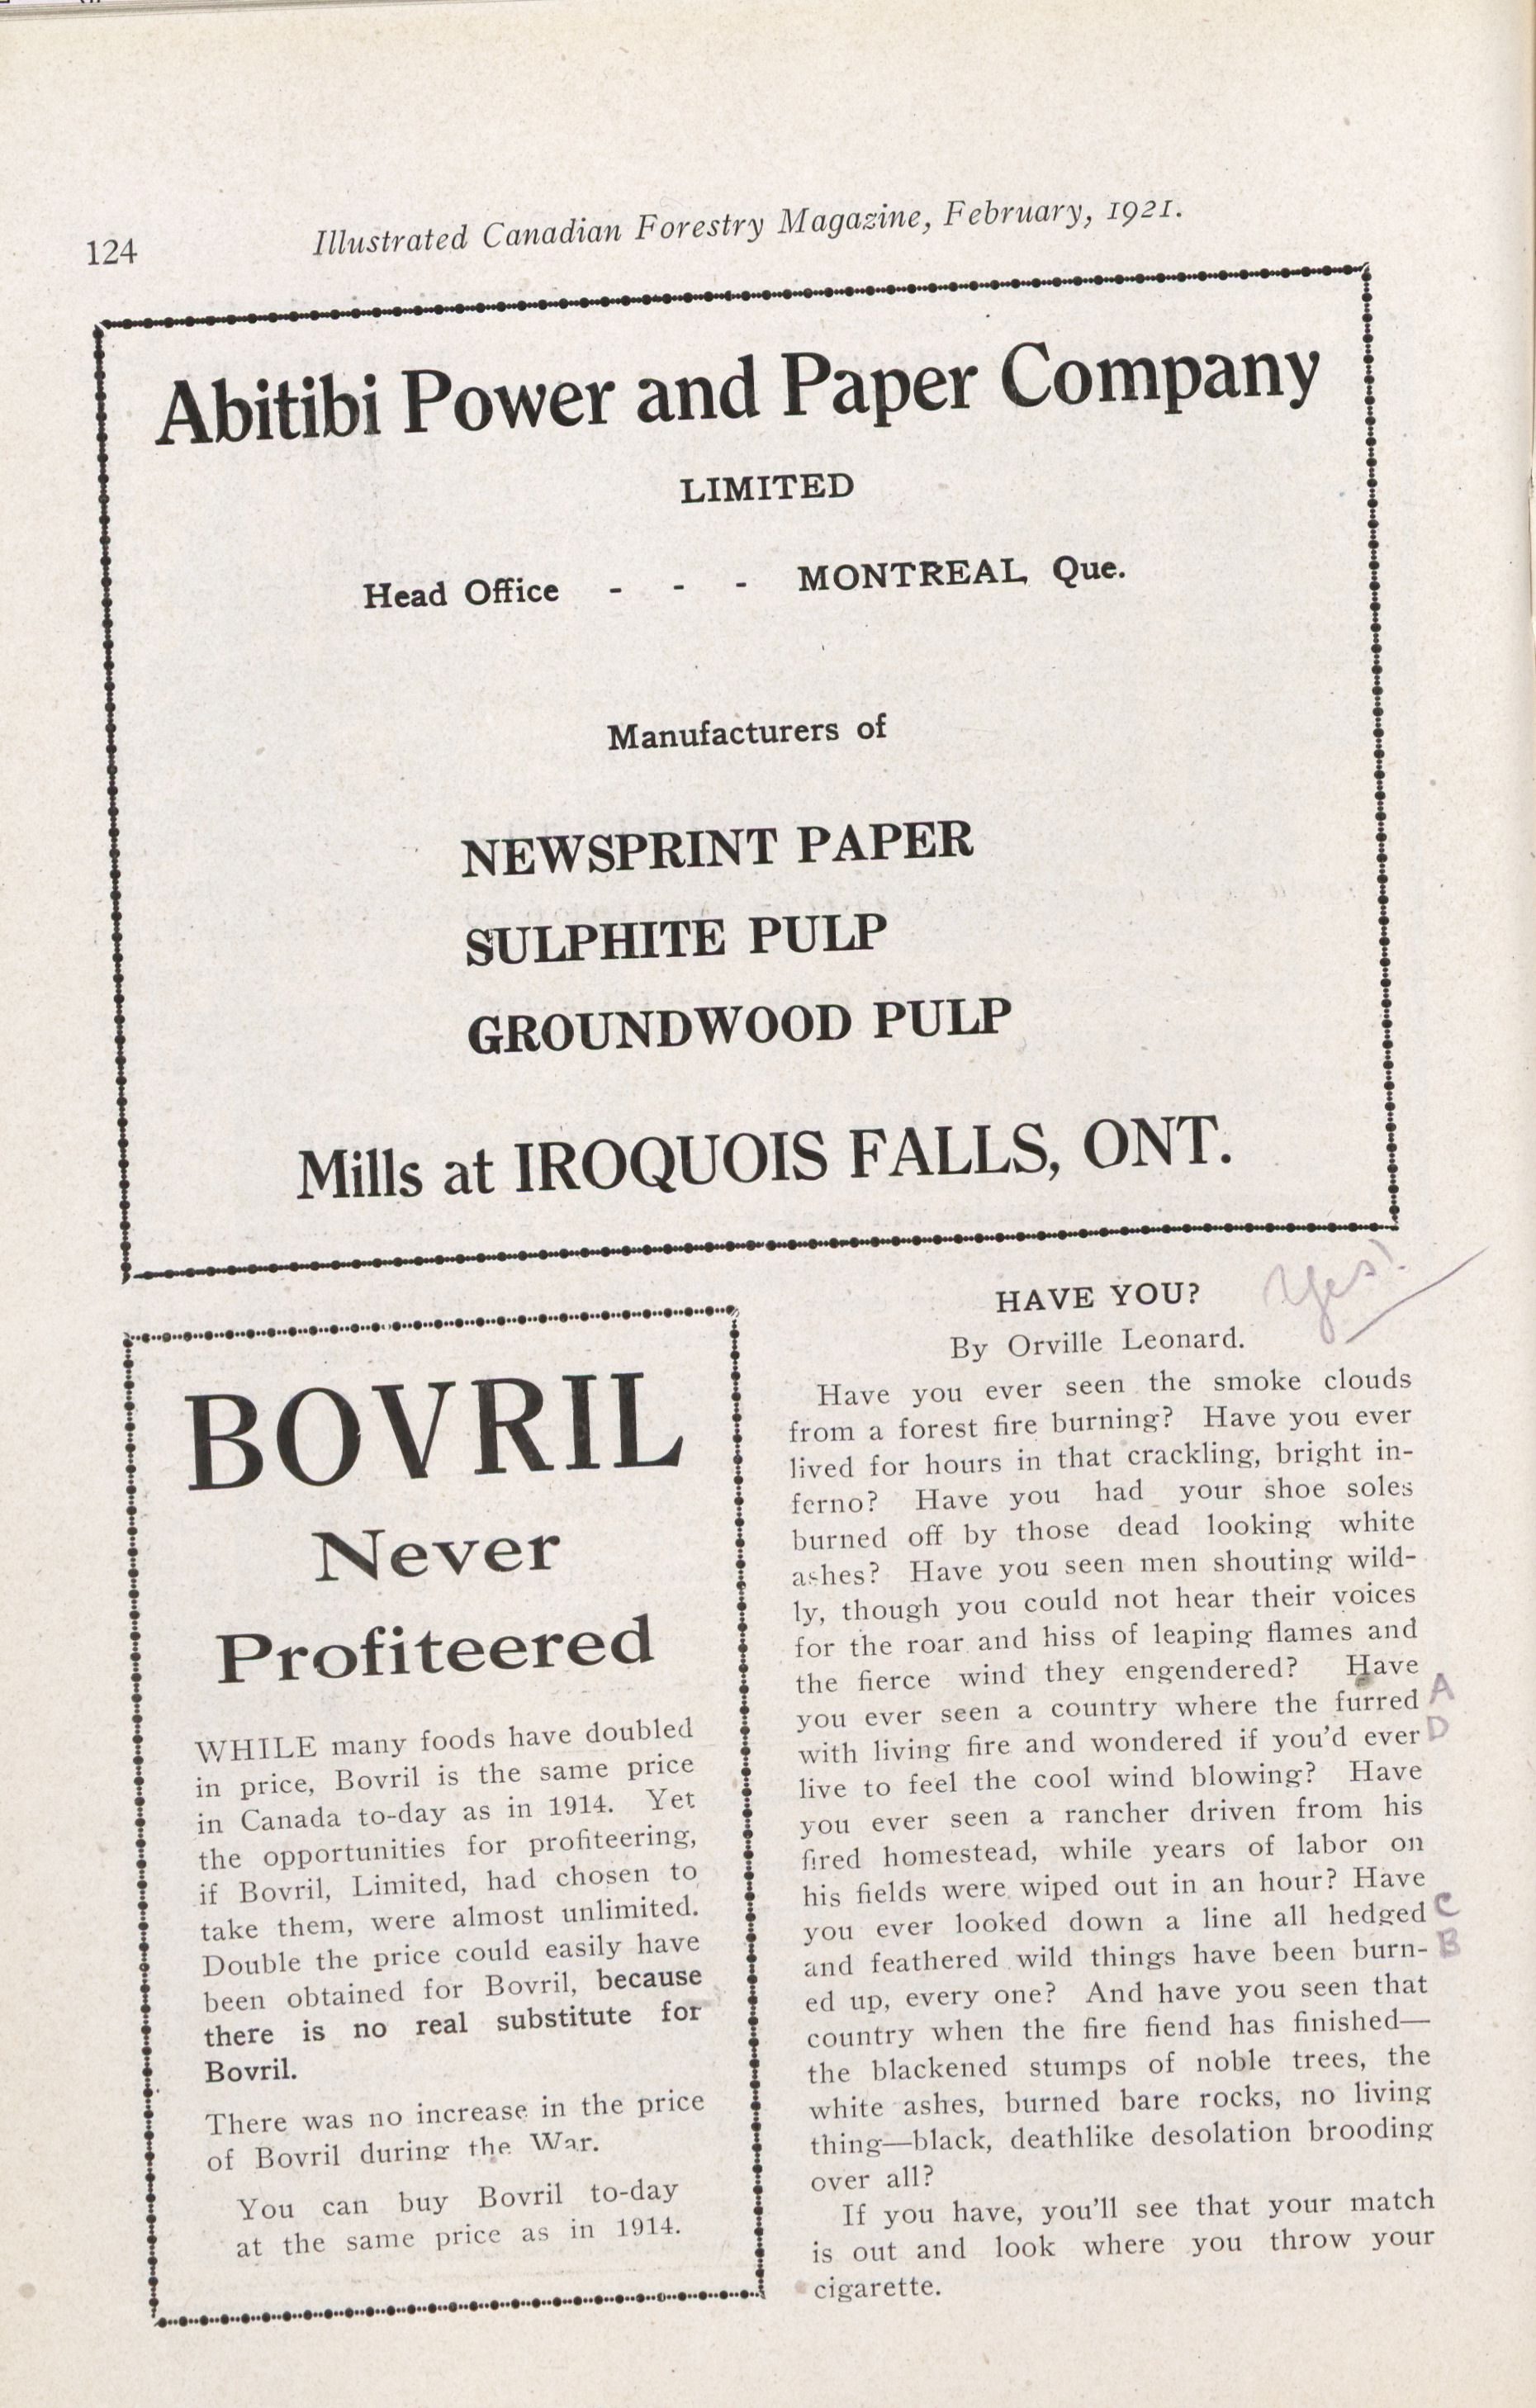 124
Illustrated Canadian Forestry Magazine, February, 1921.
Abitibi Power and Paper Company
LIMITED
Head Office - - - MONTREAL Que.
Manufacturers of
NEWSPRINT PAPER
SULPHITE PULP
GROUNDWOOD PULP
Mills at IROQUOIS FALLS, ONT.
BOVRIL
Never
Profiteered
WHILE many foods have doubled
in price, Bovril is the same price
in Canada to-day as in 1914. Yet
the opportunities for profiteering,
if Bovril, Limited, had chosen to
take them, were almost unlimited.
Double the price could easily have
been obtained for Bovril, because
there is no real substitute for
Bovril.
There was no increase in the price
of Bovril during the War.
You can buy Bovril to-day
at the same price as in 1914.
HAVE YOU?
Yes!
By Orville Leonard.
Have you ever seen the smoke clouds
from a forest fire burning? Have you ever
lived for hours in that crackling, bright in-
ferno? Have you had your shoe soles
burned off by those dead looking white
ashes? Have you seen men shouting wild-
ly, though you could not hear their voices
for the roar and hiss of leaping flames and
the fierce wind they engendered? Have
you ever seen a country where the furred A
with living fire and wondered if you'd ever D
live to feel the cool wind blowing? Have
you ever seen a rancher driven from his
fired homestead, while years of labor on
his fields were wiped out in an hour? Have
you ever looked down a line all hedged C
and feathered wild things have been burn- B
ed up, every one? And have you seen that
country when the fire fiend has finished—
the blackened stumps of noble trees, the
white ashes, burned bare rocks, no living
thing—black, deathlike desolation brooding
over all?
If you have, you'll see that your match
is out and look where you throw your
cigarette.